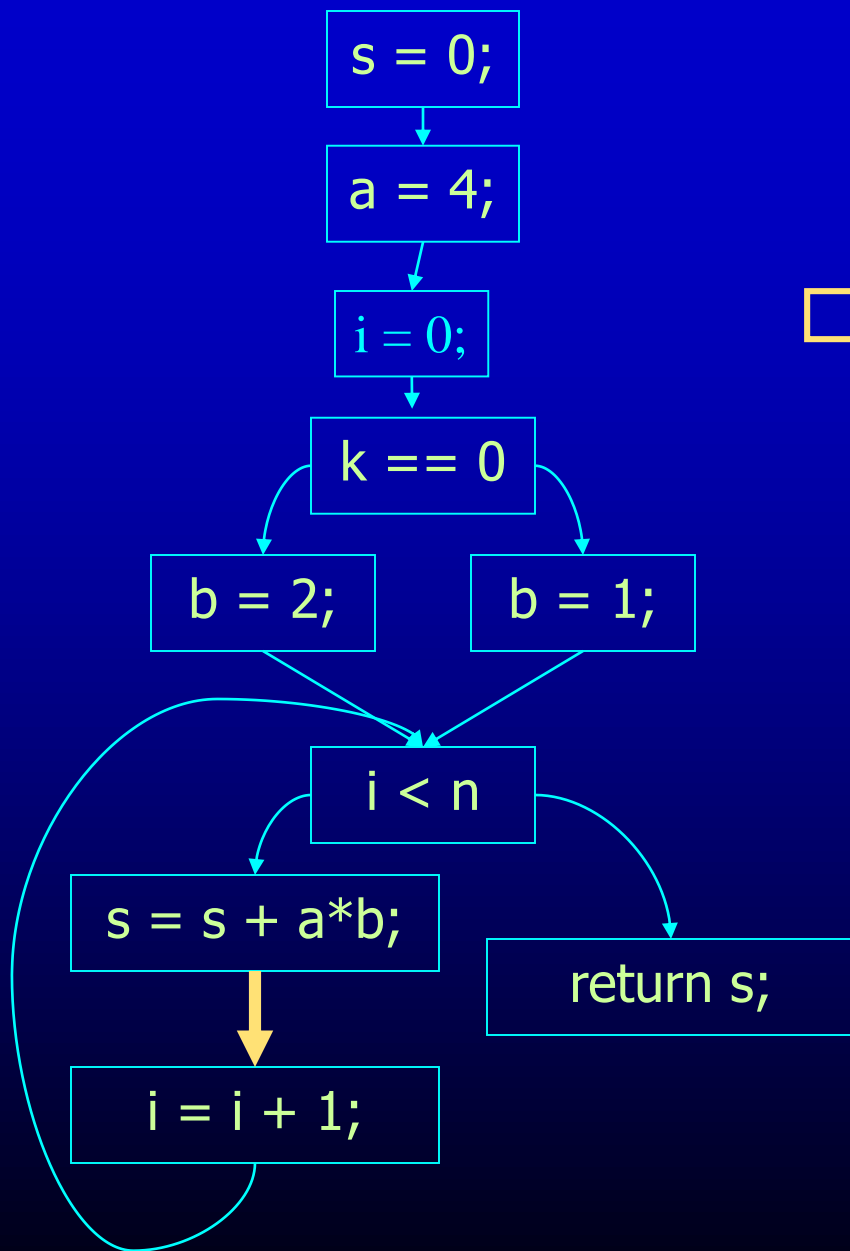 s = 0;
a = 4;
i = 0;
k == 0
b = 2;
b = 1;
i < n
s = s + a*b;
return s;
i = i + 1;